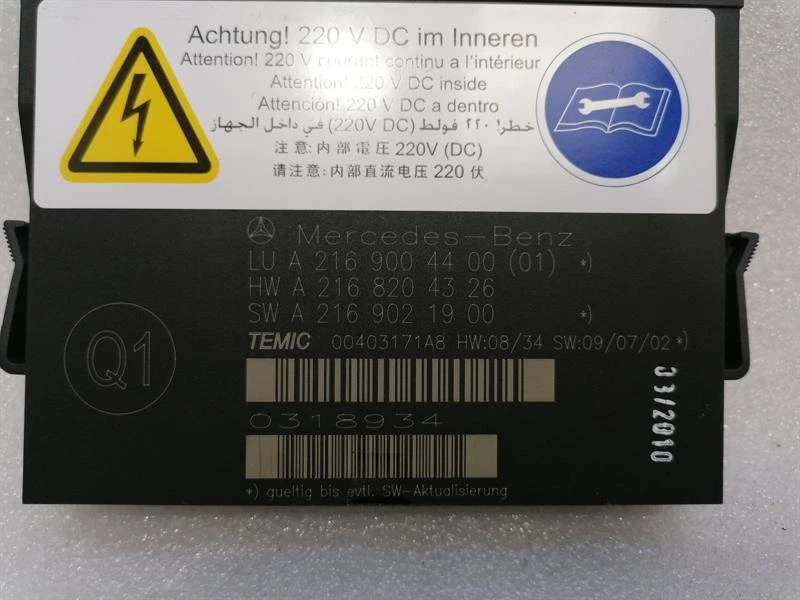 Achtung! 220 V DC im Inneren
Attention! 220 V courant continu a l'intérieur
Attention! 220 V DC inside
Atención! 220 V DC a dentro
خطر! ٢٢٠ فولط (220V DC) في داخل الجهاز
注意:内部電压 220V (DC)
请注意:内部直流电压 220 伏
Mercedes-Benz
LU A 216 900 44 00 (01) *)
HW A 216 820 43 26
SW A 216 902 19 00 *)
TEMIC 00403171A8 HW:08/34 SW:09/07/02 *)
Q1
03/2010
0318934
*) gueltig bis evtl. SW-Aktualisierung